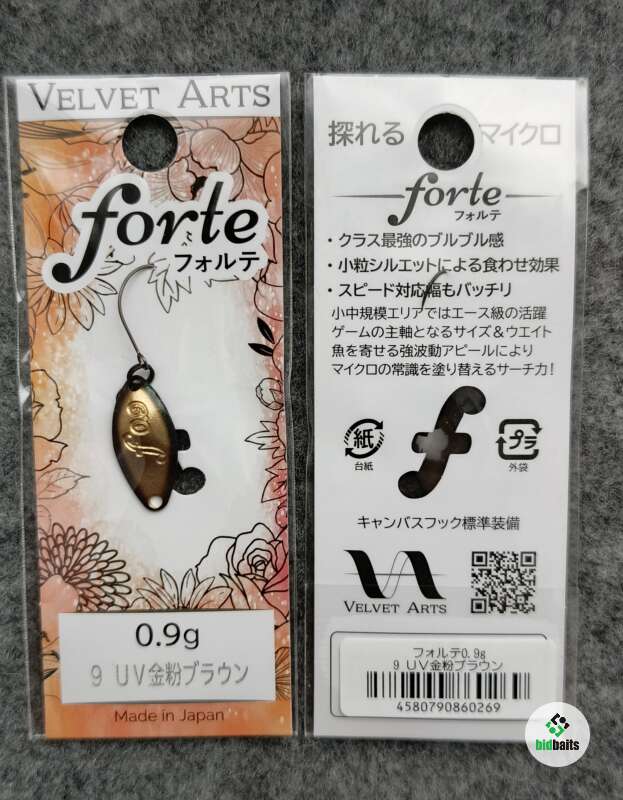 VELVET ARTS
forte
フォルテ
f09
0.9g
9 UV金粉ブラウン
Made in Japan
探れる マイクロ
forte
フォルテ
・クラス最強のブルブル感
・小粒シルエットによる食わせ効果
・スピード対応幅もバッチリ
小中規模エリアではエース級の活躍
ゲームの主軸となるサイズ&ウエイト
魚を寄せる強波動アピールにより
マイクロの常識を塗り替えるサーチ力!
紙
台紙
f
プラ
外袋
キャンバスフック標準装備
VELVET ARTS
フォルテ0.9g
9 UV金粉ブラウン
4580790860269
bidbaits